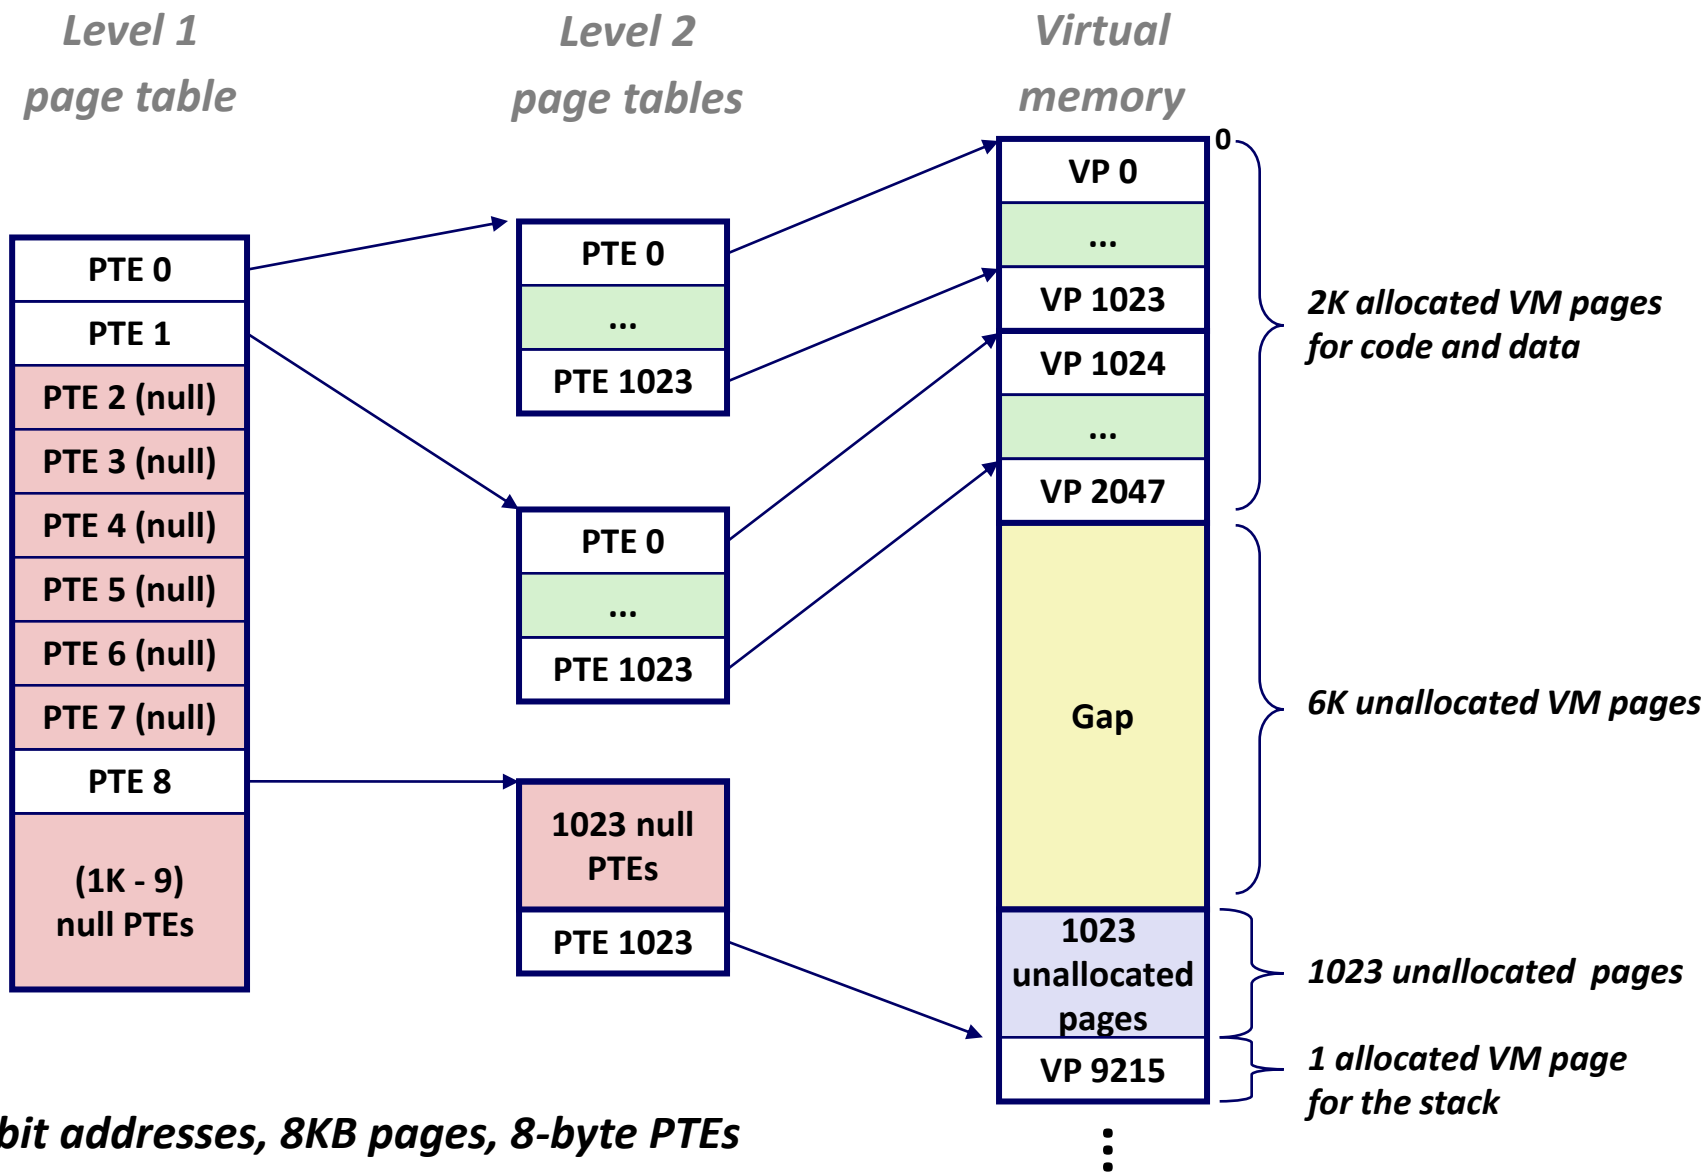 Level 1
page table
Level 2
page tables
Virtual
memory
PTE 0
PTE 1
PTE 2 (null)
PTE 3 (null)
PTE 4 (null)
PTE 5 (null)
PTE 6 (null)
PTE 7 (null)
PTE 8
(1K - 9)
null PTEs
PTE 0
...
PTE 1023
PTE 0
...
PTE 1023
1023 null
PTEs
PTE 1023
0
VP 0
...
VP 1023
VP 1024
...
VP 2047
Gap
1023
unallocated
pages
VP 9215
...
2K allocated VM pages
for code and data
6K unallocated VM pages
1023 unallocated pages
1 allocated VM page
for the stack
bit addresses, 8KB pages, 8-byte PTEs